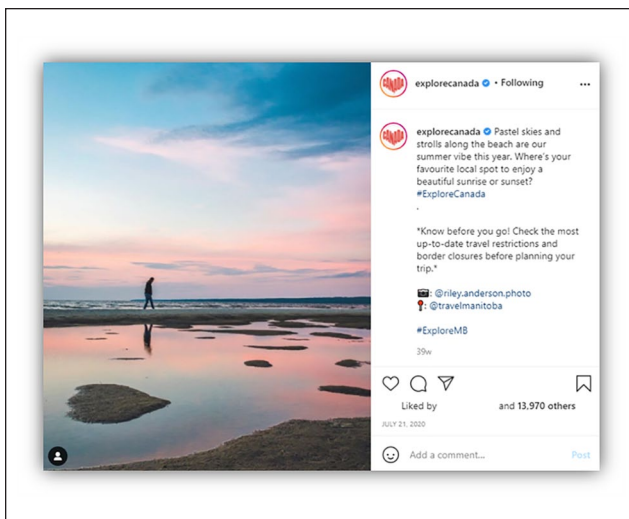 CANADA
explorecanada • Following
CANADA
explorecanada Pastel skies and
strolls along the beach are our
summer vibe this year. Where's your
favourite local spot to enjoy a
beautiful sunrise or sunset?
#ExploreCanada
.
*Know before you go! Check the most
up-to-date travel restrictions and
border closures before planning your
trip.*
: @riley.anderson.photo
: @travelmanitoba
#ExploreMB
39w
Liked by and 13,970 others
JULY 21, 2020
Add a comment... Post